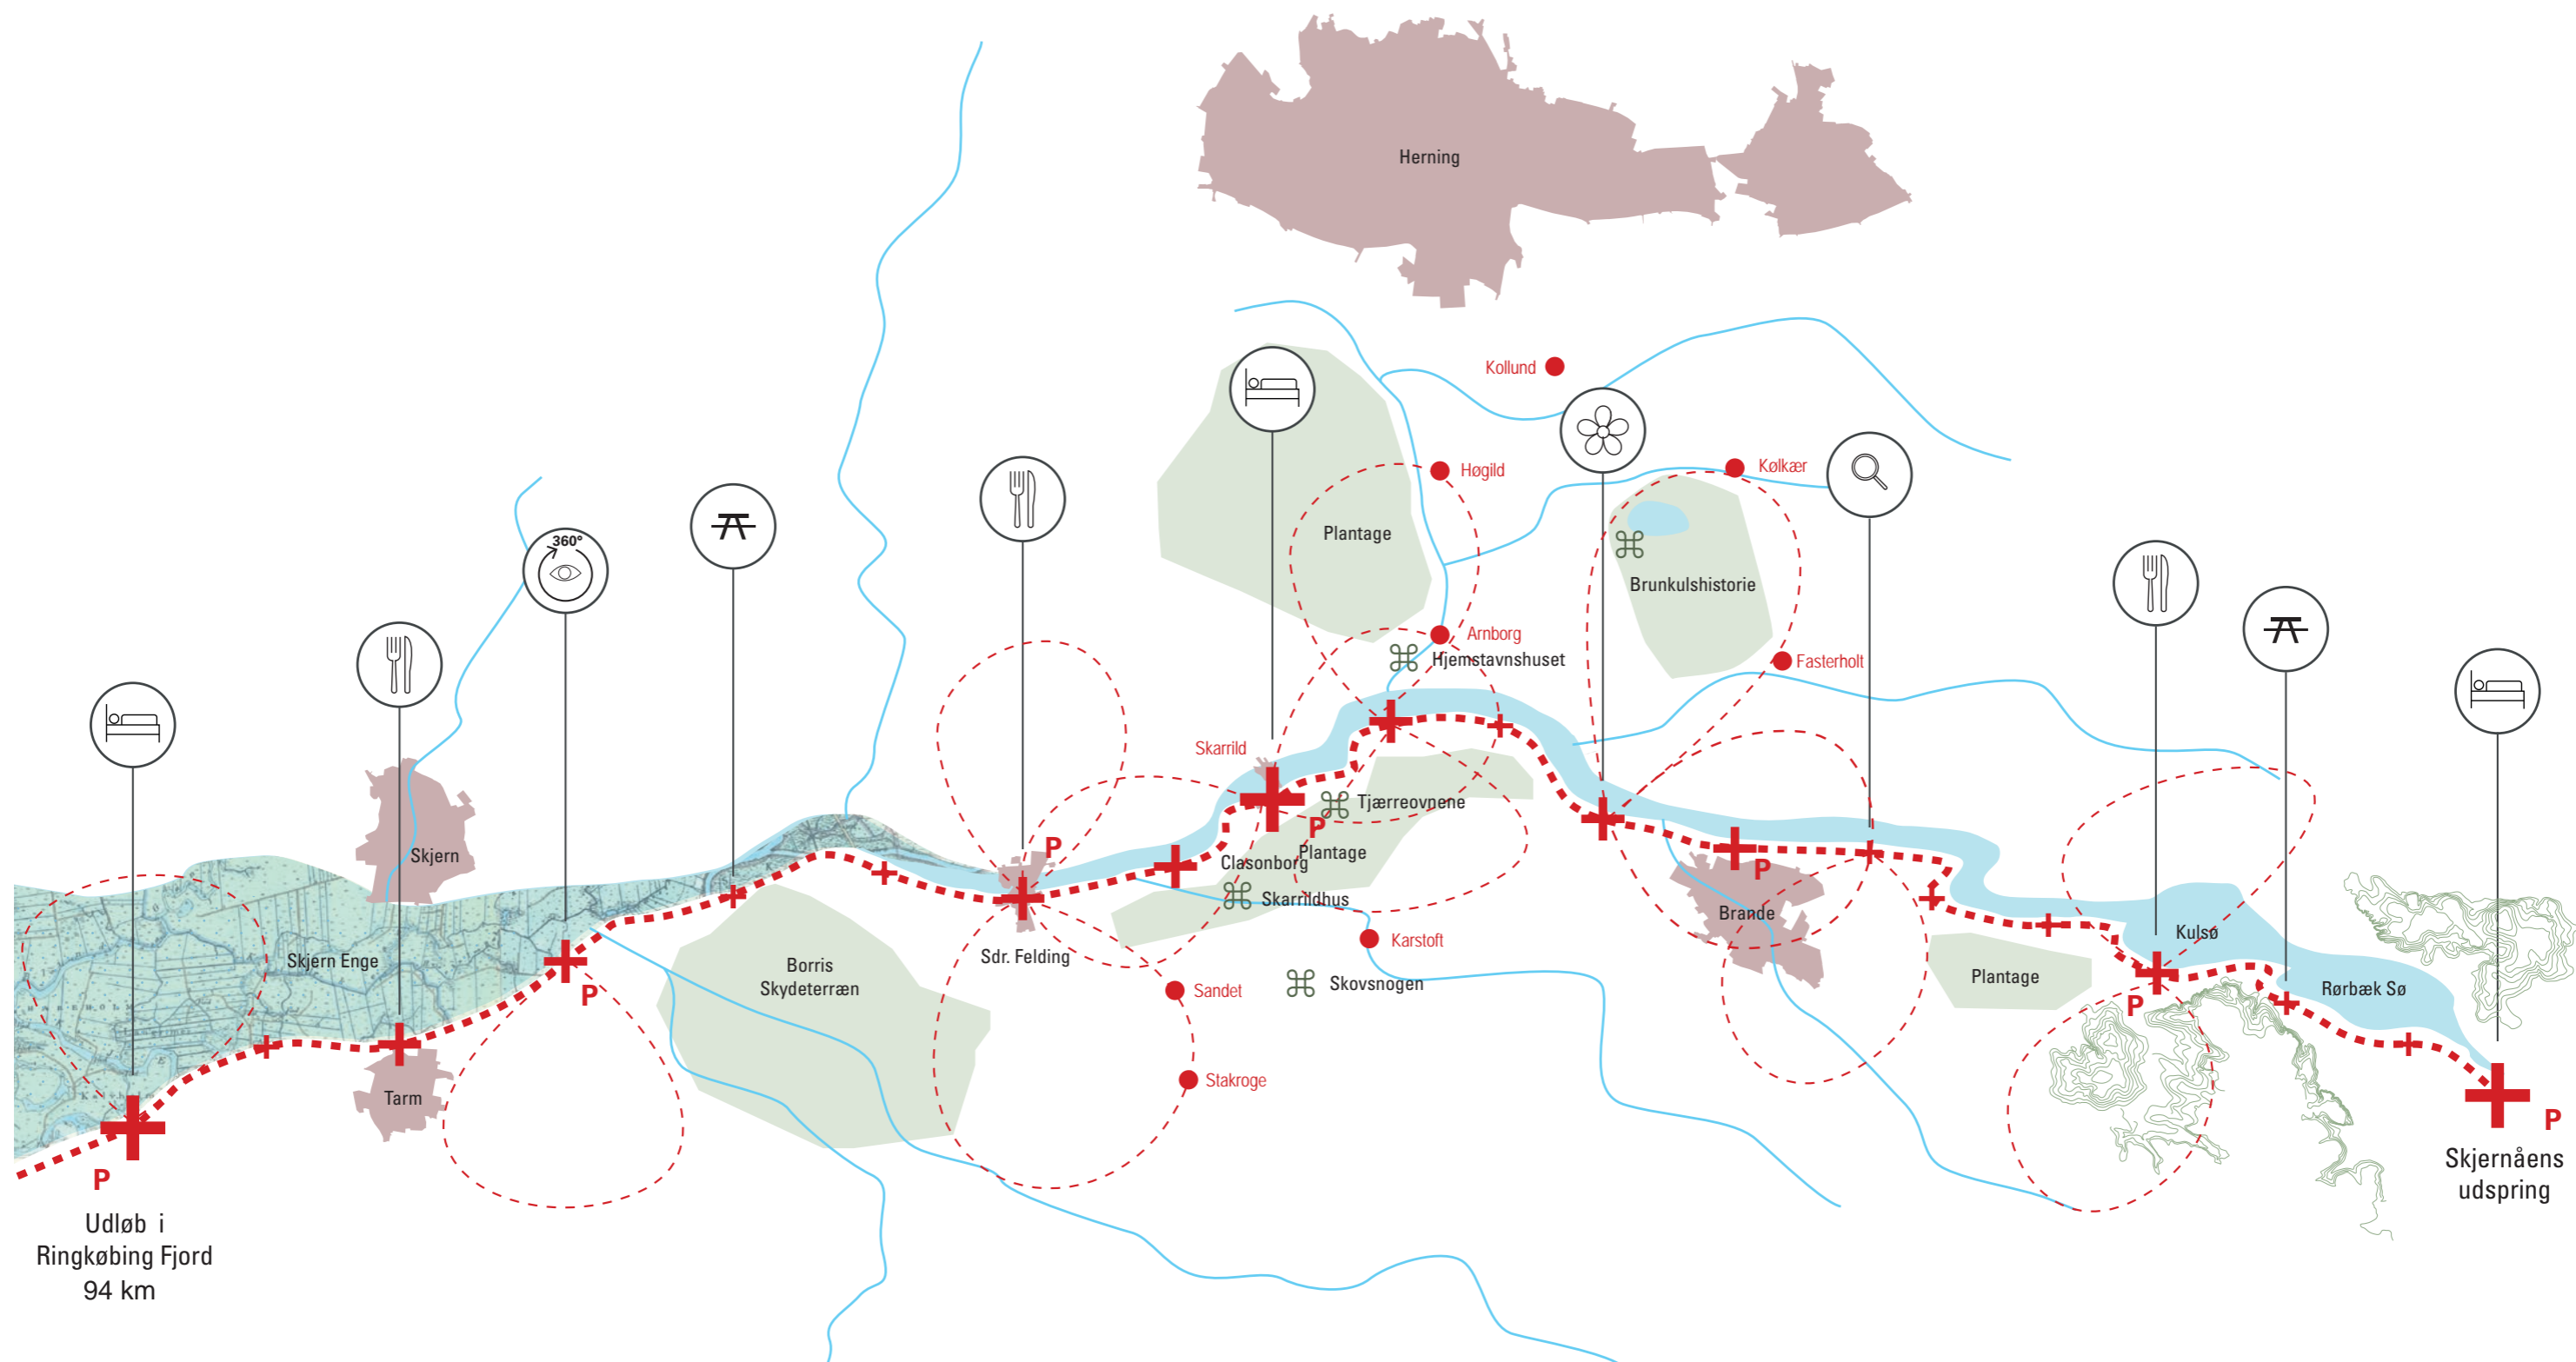 Herning
Kollund
Høgild
Kølkær
Plantage
360°
Brunkulshistorie
Arnborg
Hjemstavnshuset
Fasterholt
Skarrild
Tjærreovnene
P
Skjern
P
Plantage
Clasonborg
P
Skarrildhus
Brande
Kulsø
Karstoft
Sdr. Felding
Skjern Enge
Borris
Skydeterræn
Plantage
Skovsnogen
Sandet
Rørbæk Sø
P
P
Stakroge
Tarm
P
P
Skjernåens
udspring
Udløb i
Ringkøbing Fjord
94 km